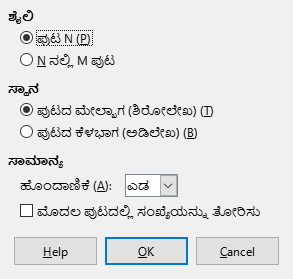 ಶೈಲಿ
ಪುಟ N (P)
N ನಲ್ಲಿ M ಪುಟ
ಸ್ಥಾನ
ಪುಟದ ಮೇಲ್ಭಾಗ (ಶಿರೋಲೇಖ) (T)
ಪುಟದ ಕೆಳಭಾಗ (ಅಡಿಲೇಖ) (B)
ಸಾಮಾನ್ಯ
ಹೊಂದಾಣಿಕೆ (A): ಎಡ
ಮೊದಲ ಪುಟದಲ್ಲಿ ಸಂಖ್ಯೆಯನ್ನು ತೋರಿಸು
Help OK Cancel